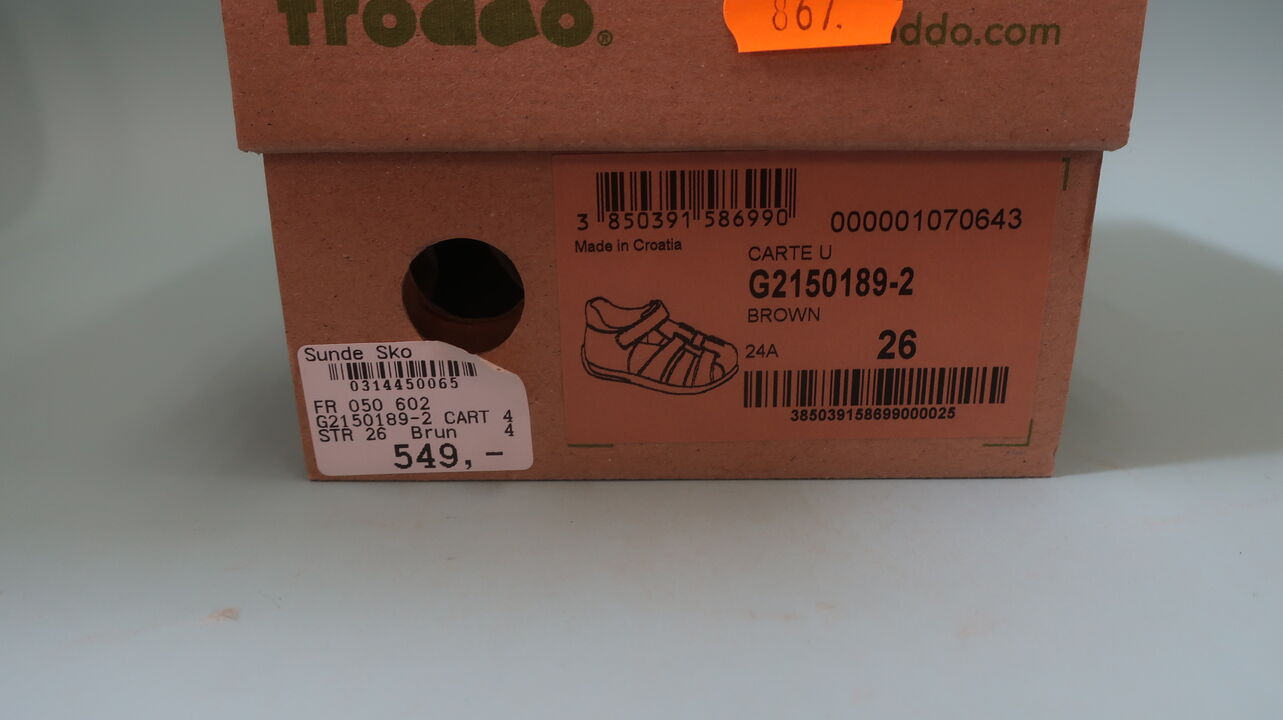 froddo®
867.
ddo.com
3 850391 586990
000001070643
Made in Croatia
CARTE U
G2150189-2
BROWN
24A
26
385039158699000025
Sunde Sko
0314450065
FR 050 602
G2150189-2 CART 4
STR 26 Brun 4
549,-